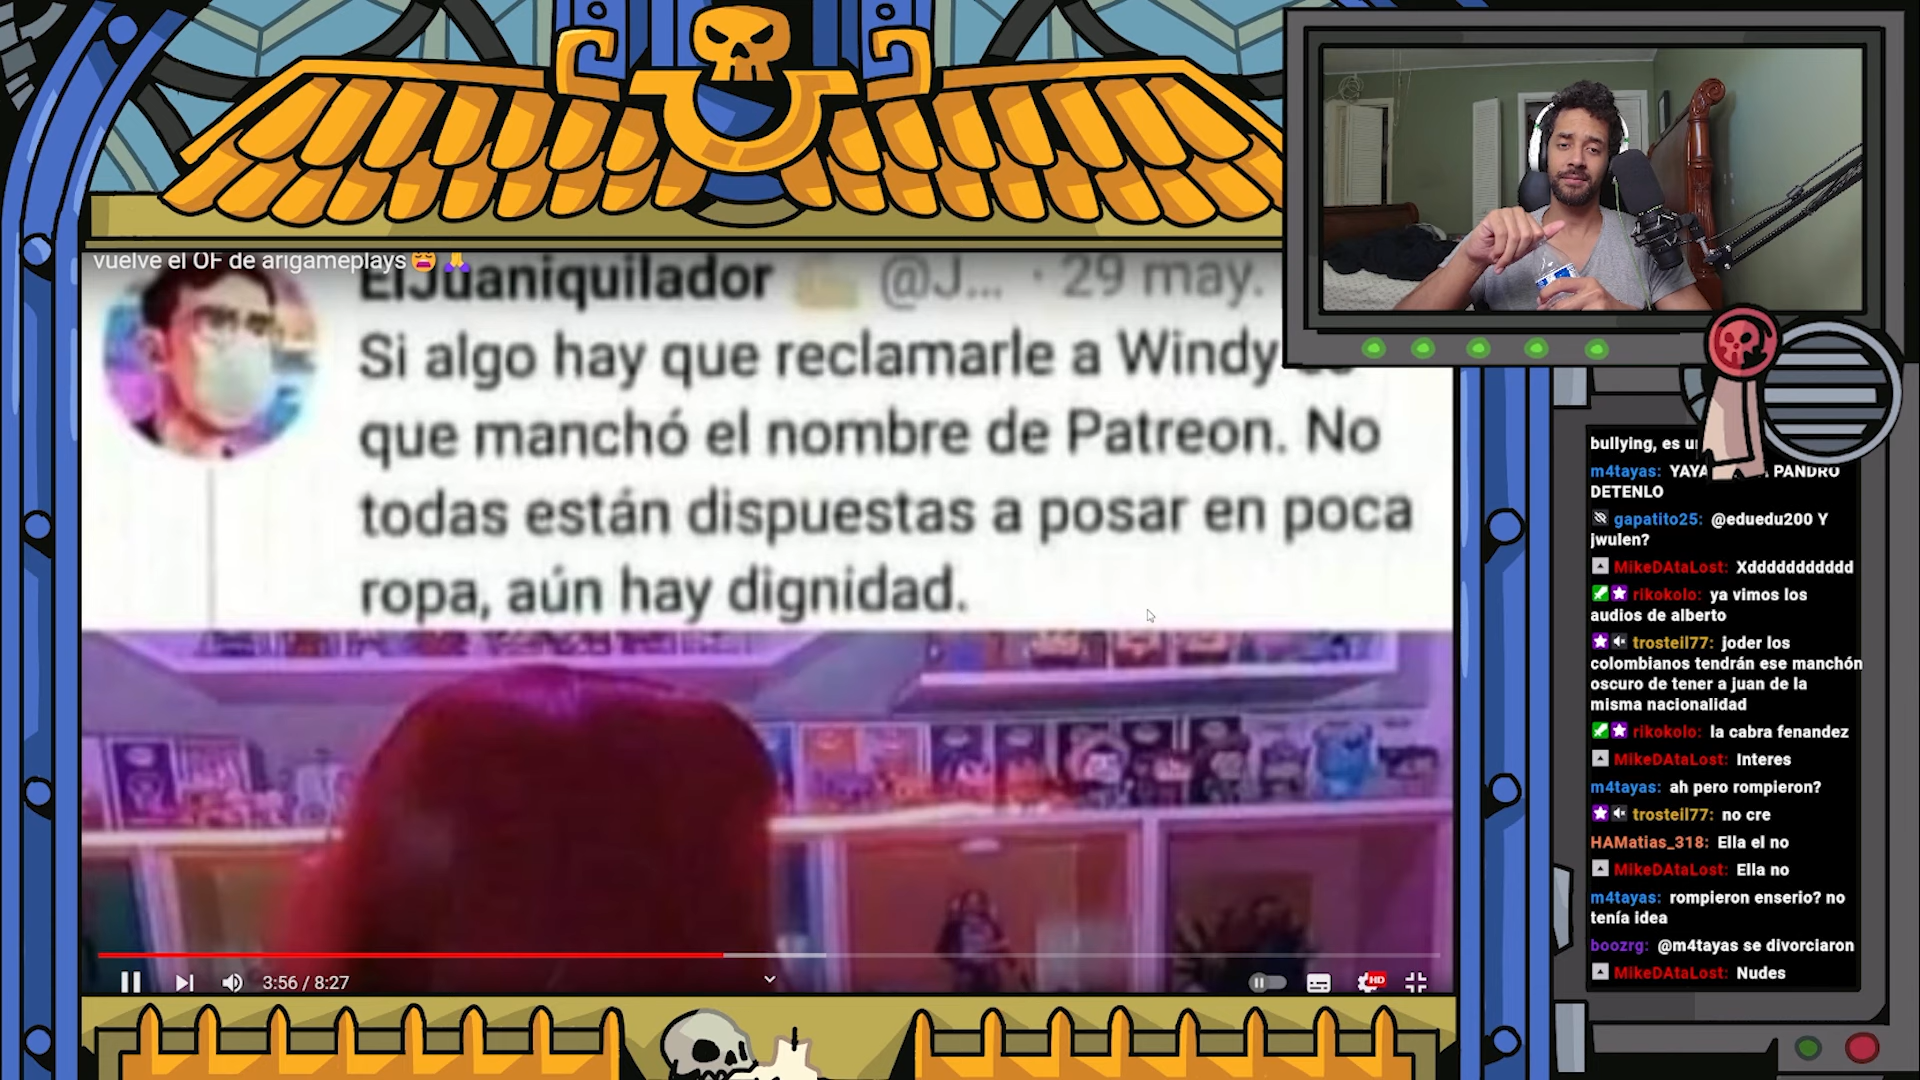 vuelve el OF de arigameplays😩🙏
ElJuaniquilador @J... · 29 may.
Si algo hay que reclamarle a Windy es
que manchó el nombre de Patreon. No
todas están dispuestas a posar en poca
ropa, aún hay dignidad.
3:56 / 8:27
HD
bullying, es
m4tayas: YAYA PANDRO
DETENLO
gapatito25: @eduedu200 Y
jwulen?
MikeDAtaLost: Xddddddddddd
rikokolo: ya vimos los
audios de alberto
trosteil77: joder los
colombianos tendrán ese manchón
oscuro de tener a juan de la
misma nacionalidad
rikokolo: la cabra fenandez
MikeDAtaLost: Interes
m4tayas: ah pero rompieron?
trosteil77: no cre
HAMatias_318: Ella el no
MikeDAtaLost: Ella no
m4tayas: rompieron enserio? no
tenía idea
boozrg: @m4tayas se divorciaron
MikeDAtaLost: Nudes